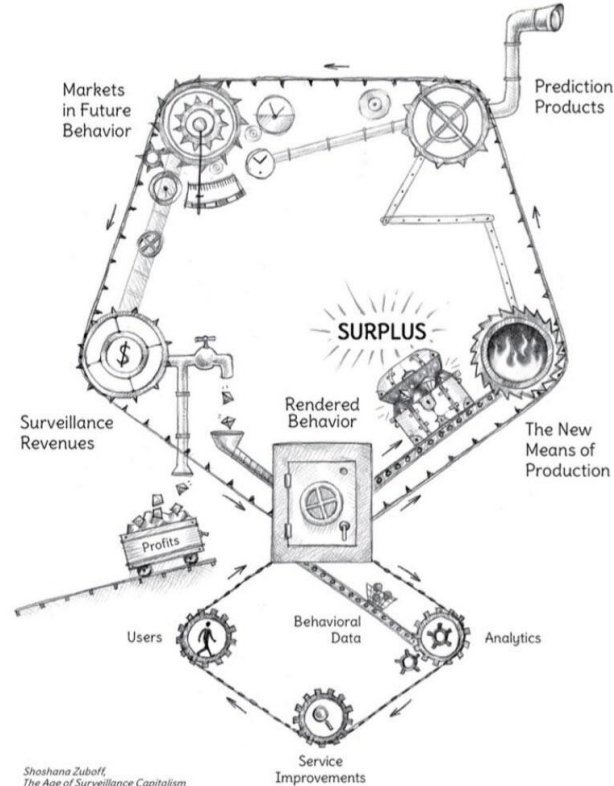 Markets
in Future
Behavior
Prediction
Products
SURPLUS
Rendered
Behavior
$
Surveillance
Revenues
The New
Means of
Production
Profits
Users
Behavioral
Data
Analytics
Service
Improvements
Shoshana Zuboff,
The Age of Surveillance Capitalism